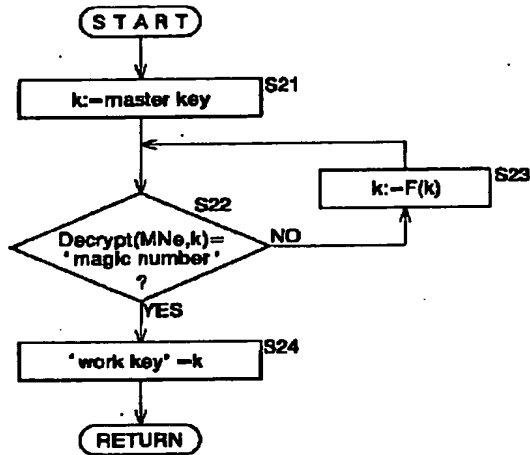 START
S21
k:=master key
S23
k:=F(k)
S22
Decrypt(MNe,k)=
'magic number'
?
NO
YES
S24
'work key' =k
RETURN